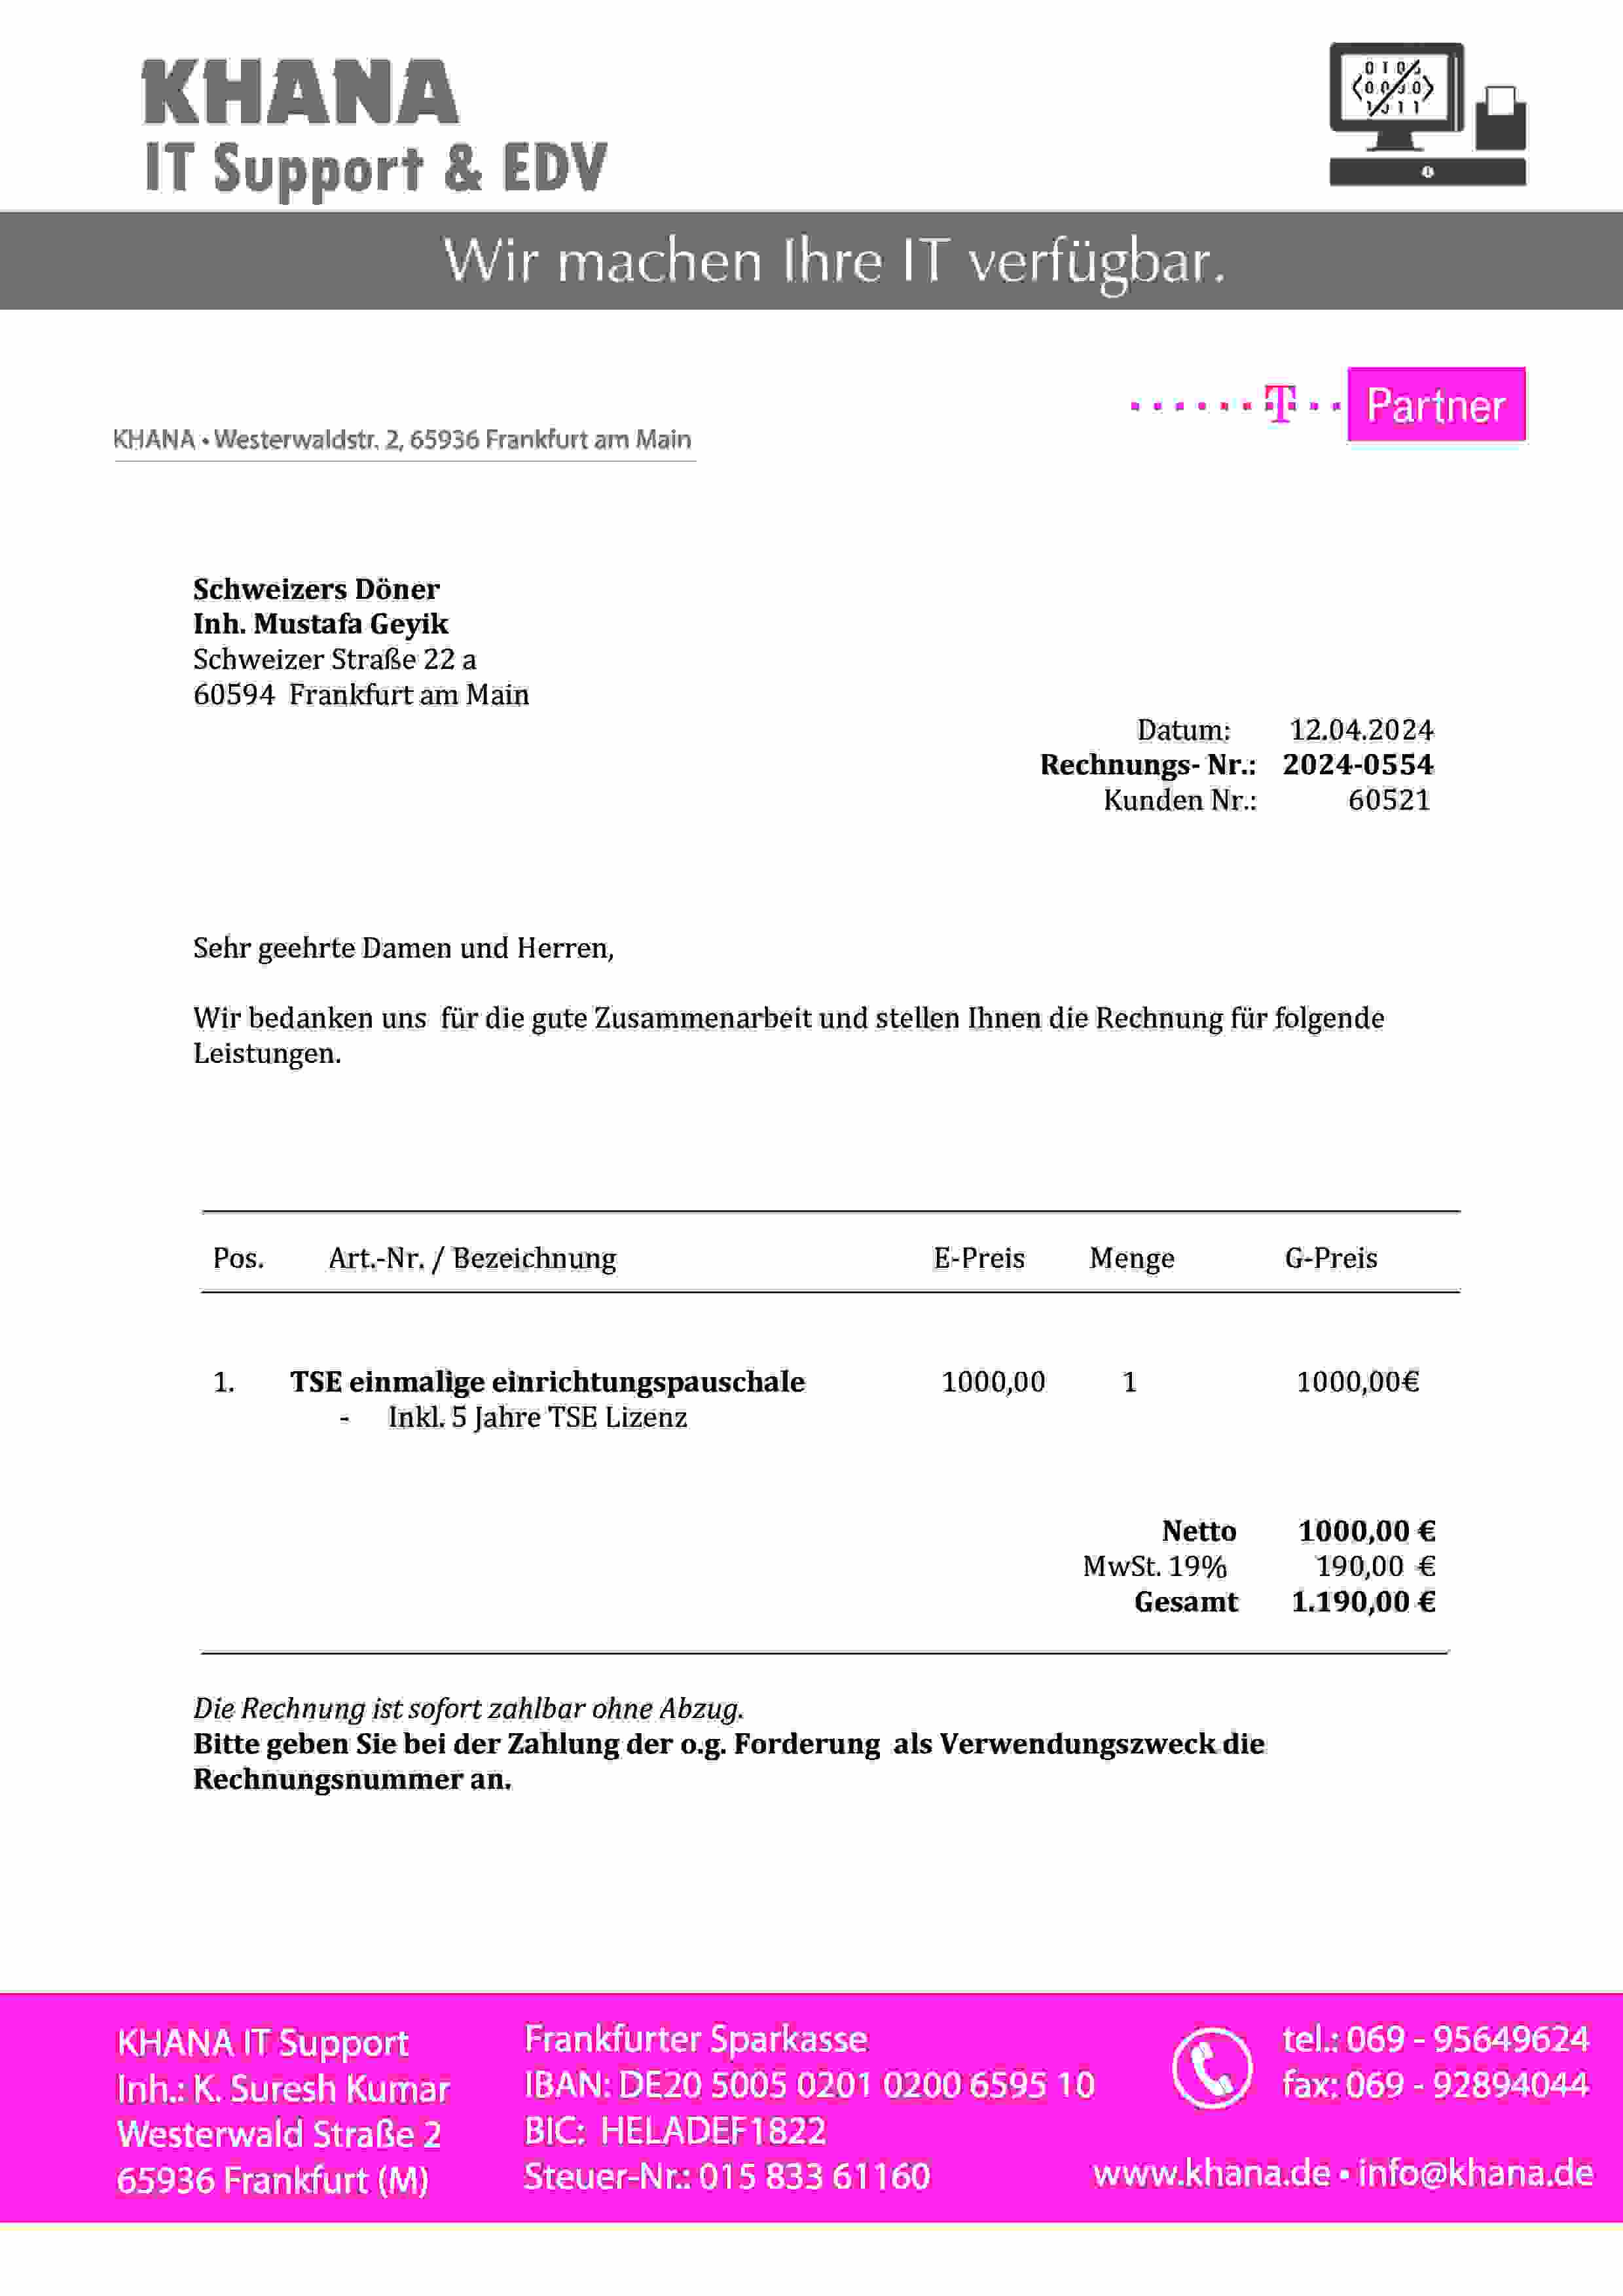 KHANA
IT Support & EDV
Wir machen Ihre IT verfügbar.
T Partner
KHANA • Westerwaldstr. 2, 65936 Frankfurt am Main
Schweizers Döner
Inh. Mustafa Geyik
Schweizer Straße 22 a
60594 Frankfurt am Main
Datum: 12.04.2024
Rechnungs- Nr.: 2024-0554
Kunden Nr.: 60521
Sehr geehrte Damen und Herren,
Wir bedanken uns für die gute Zusammenarbeit und stellen Ihnen die Rechnung für folgende
Leistungen.
Pos. Art.-Nr. / Bezeichnung E-Preis Menge G-Preis
1. TSE einmalige einrichtungspauschale 1000,00 1 1000,00€
- Inkl. 5 Jahre TSE Lizenz
Netto 1000,00 €
MwSt. 19% 190,00 €
Gesamt 1.190,00 €
Die Rechnung ist sofort zahlbar ohne Abzug.
Bitte geben Sie bei der Zahlung der o.g. Forderung als Verwendungszweck die
Rechnungsnummer an.
KHANA IT Support
Inh.: K. Suresh Kumar
Westerwald Straße 2
65936 Frankfurt (M)
Frankfurter Sparkasse
IBAN: DE20 5005 0201 0200 6595 10
BIC: HELADEF1822
Steuer-Nr.: 015 833 61160
tel.: 069 - 95649624
fax: 069 - 92894044
www.khana.de • info@khana.de